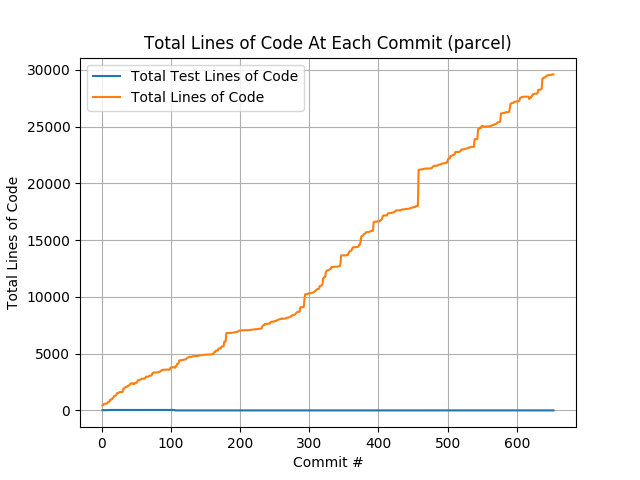 Total Lines of Code At Each Commit (parcel)
Total Test Lines of Code
Total Lines of Code
30000
25000
20000
15000
10000
5000
0
Total Lines of Code
0 100 200 300 400 500 600
Commit #